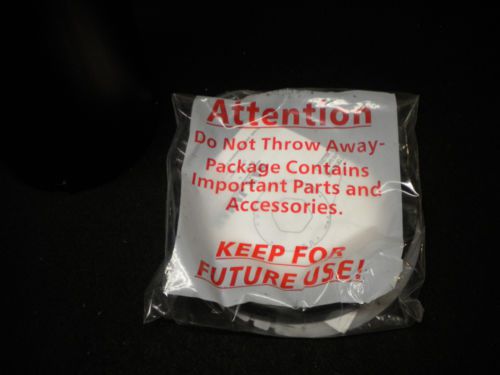 Attention
Do Not Throw Away-
Package Contains
Important Parts and
Accessories.
KEEP FOR
FUTURE USE!